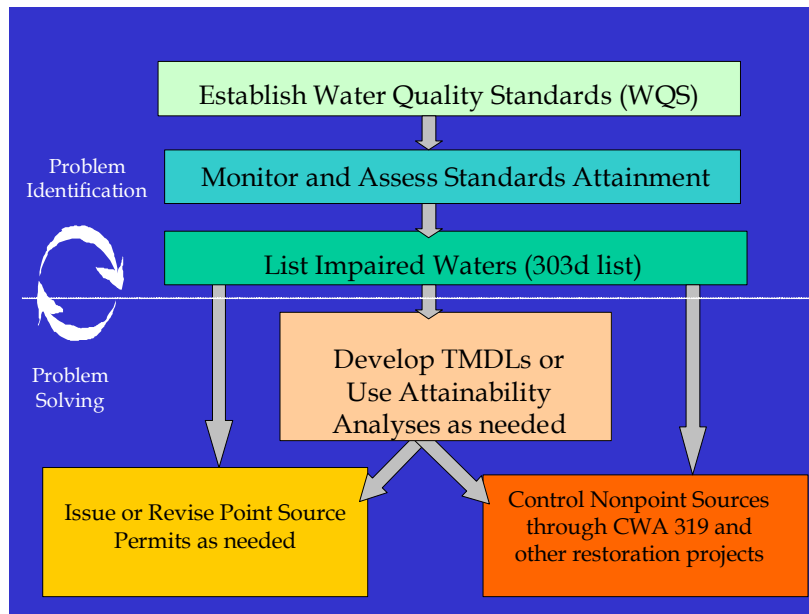 Establish Water Quality Standards (WQS)
Problem
Identification
Monitor and Assess Standards Attainment
List Impaired Waters (303d list)
Problem
Solving
Develop TMDLs or
Use Attainability
Analyses as needed
Issue or Revise Point Source
Permits as needed
Control Nonpoint Sources
through CWA 319 and
other restoration projects